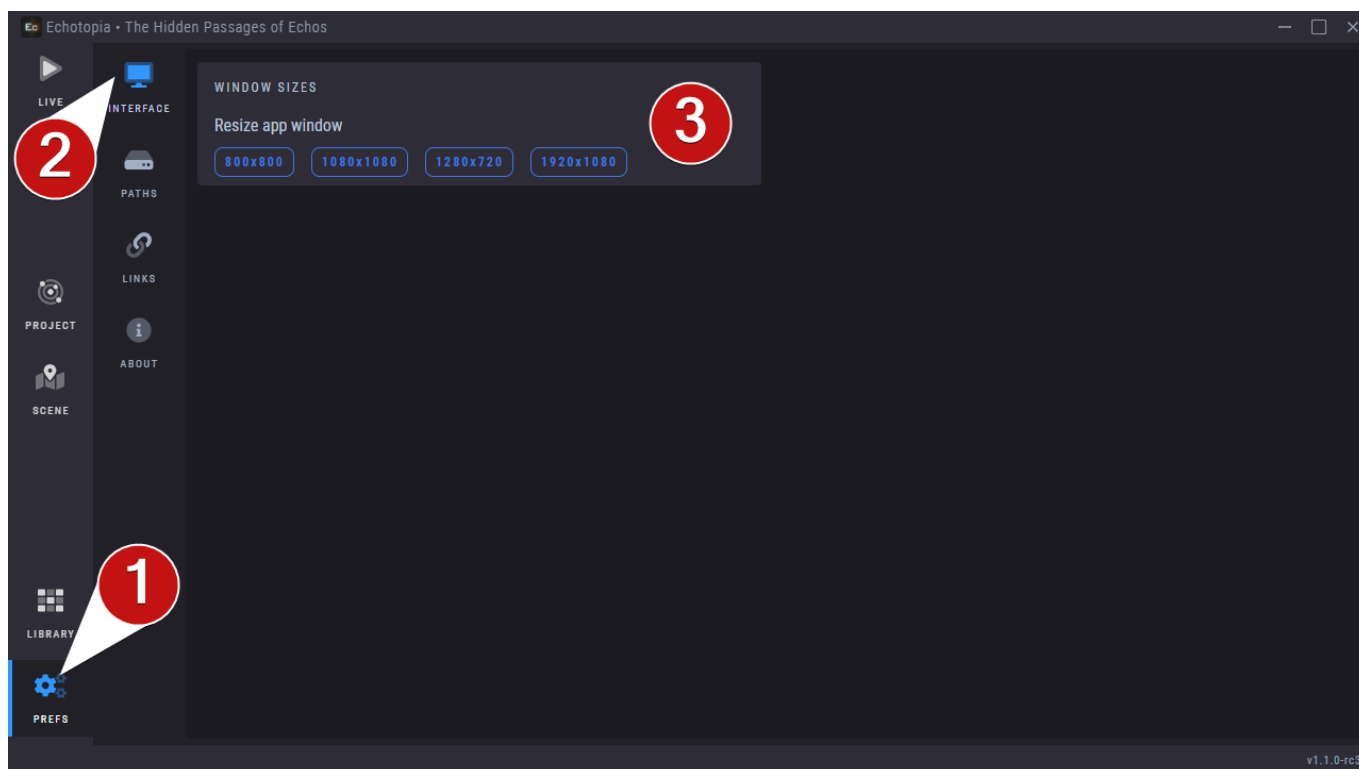 Ec Echotopia • The Hidden Passages of Echos
LIVE
PROJECT
SCENE
LIBRARY
PREFS
INTERFACE
PATHS
LINKS
ABOUT
WINDOW SIZES
Resize app window
800x800 1080x1080 1280x720 1920x1080
1
2
3
v1.1.0-rc3